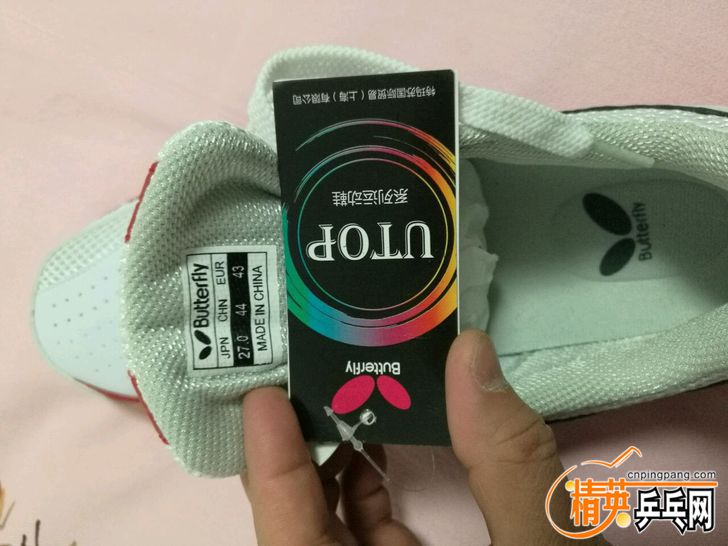 特玛苏国际贸易（上海）有限公司
系列运动鞋
UTOP
Butterfly
Butterfly
JPN CHN EUR
27.0 44 43
MADE IN CHINA
Butterfly
cnpingpang.com
精英乒乓网